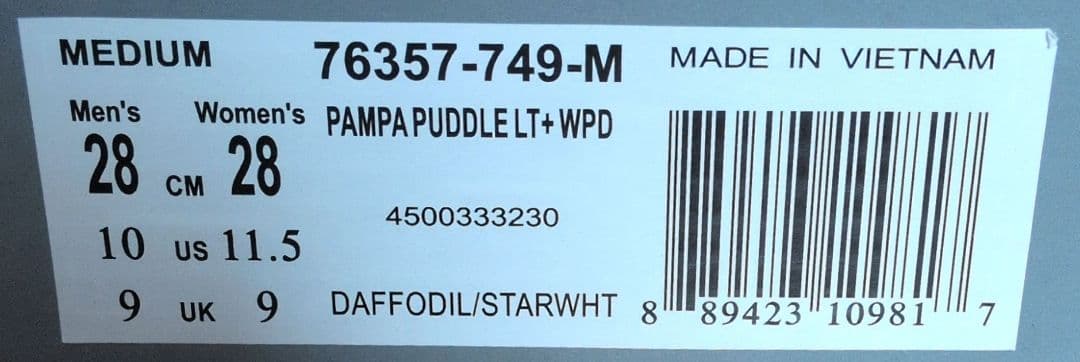 MEDIUM 76357-749-M MADE IN VIETNAM
Men's Women's PAMPA PUDDLE LT+ WPD
28 CM 28
4500333230
10 US 11.5
9 UK 9 DAFFODIL/STARWHT 8 89423 10981 7